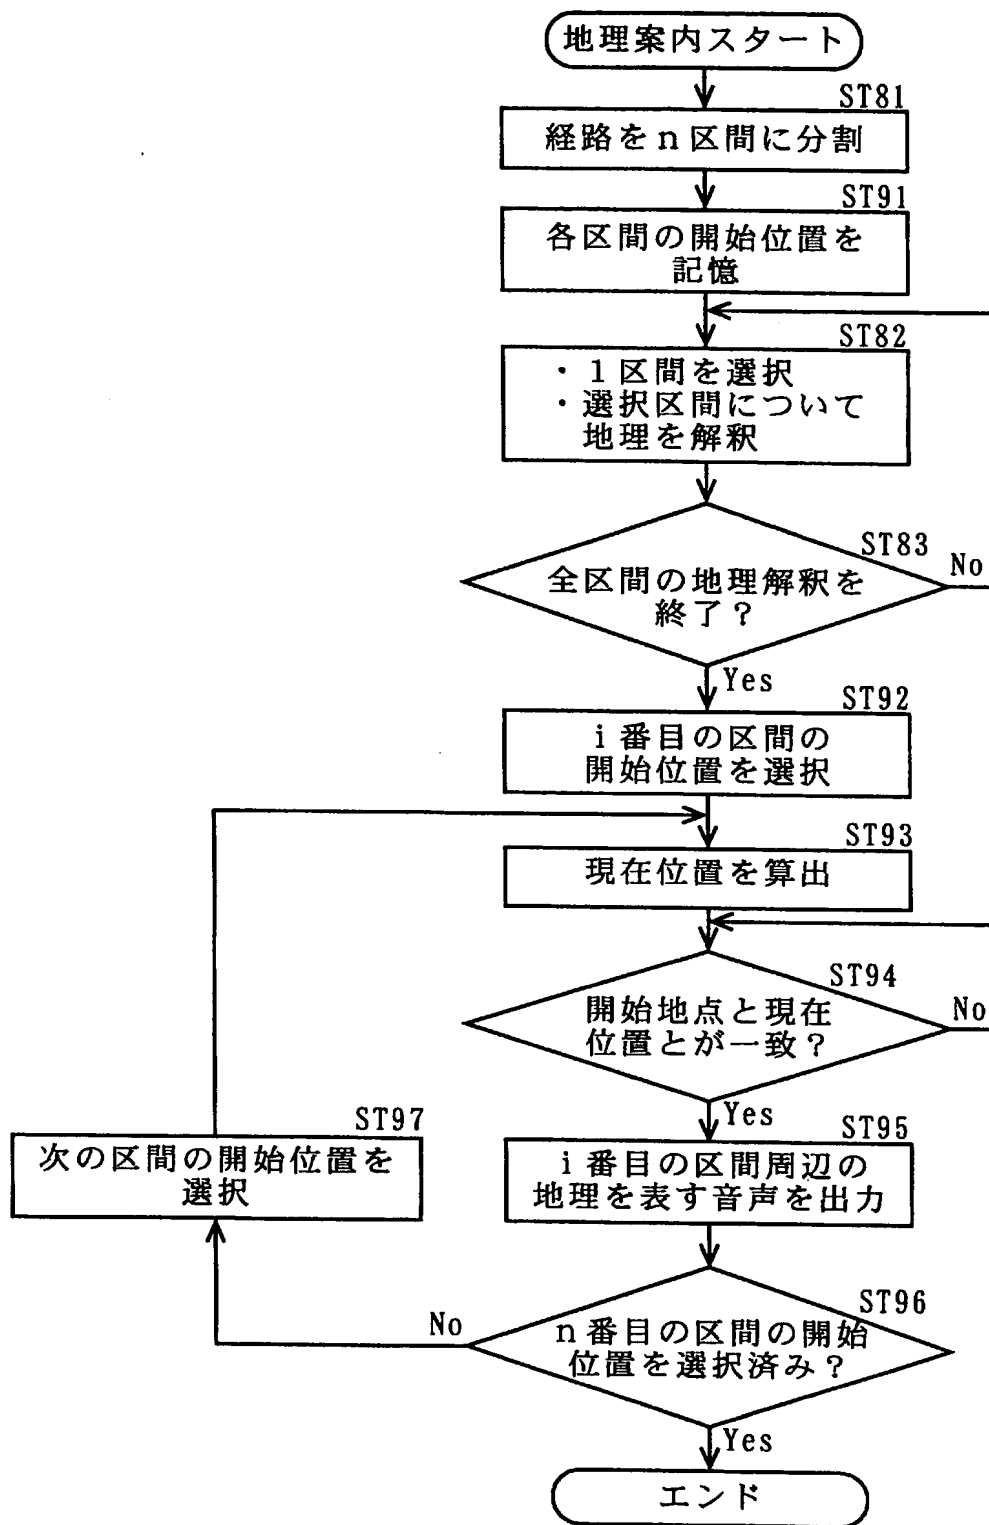 地理案内スタート
ST81
経路をn区間に分割
ST91
各区間の開始位置を
記憶
ST82
・1区間を選択
・選択区間について
地理を解釈
ST83
No
全区間の地理解釈を
終了？
Yes
ST92
i番目の区間の
開始位置を選択
ST93
現在位置を算出
ST94
No
開始地点と現在
位置とが一致？
Yes
ST95
i番目の区間周辺の
地理を表す音声を出力
ST97
次の区間の開始位置を
選択
ST96
No
n番目の区間の開始
位置を選択済み？
Yes
エンド